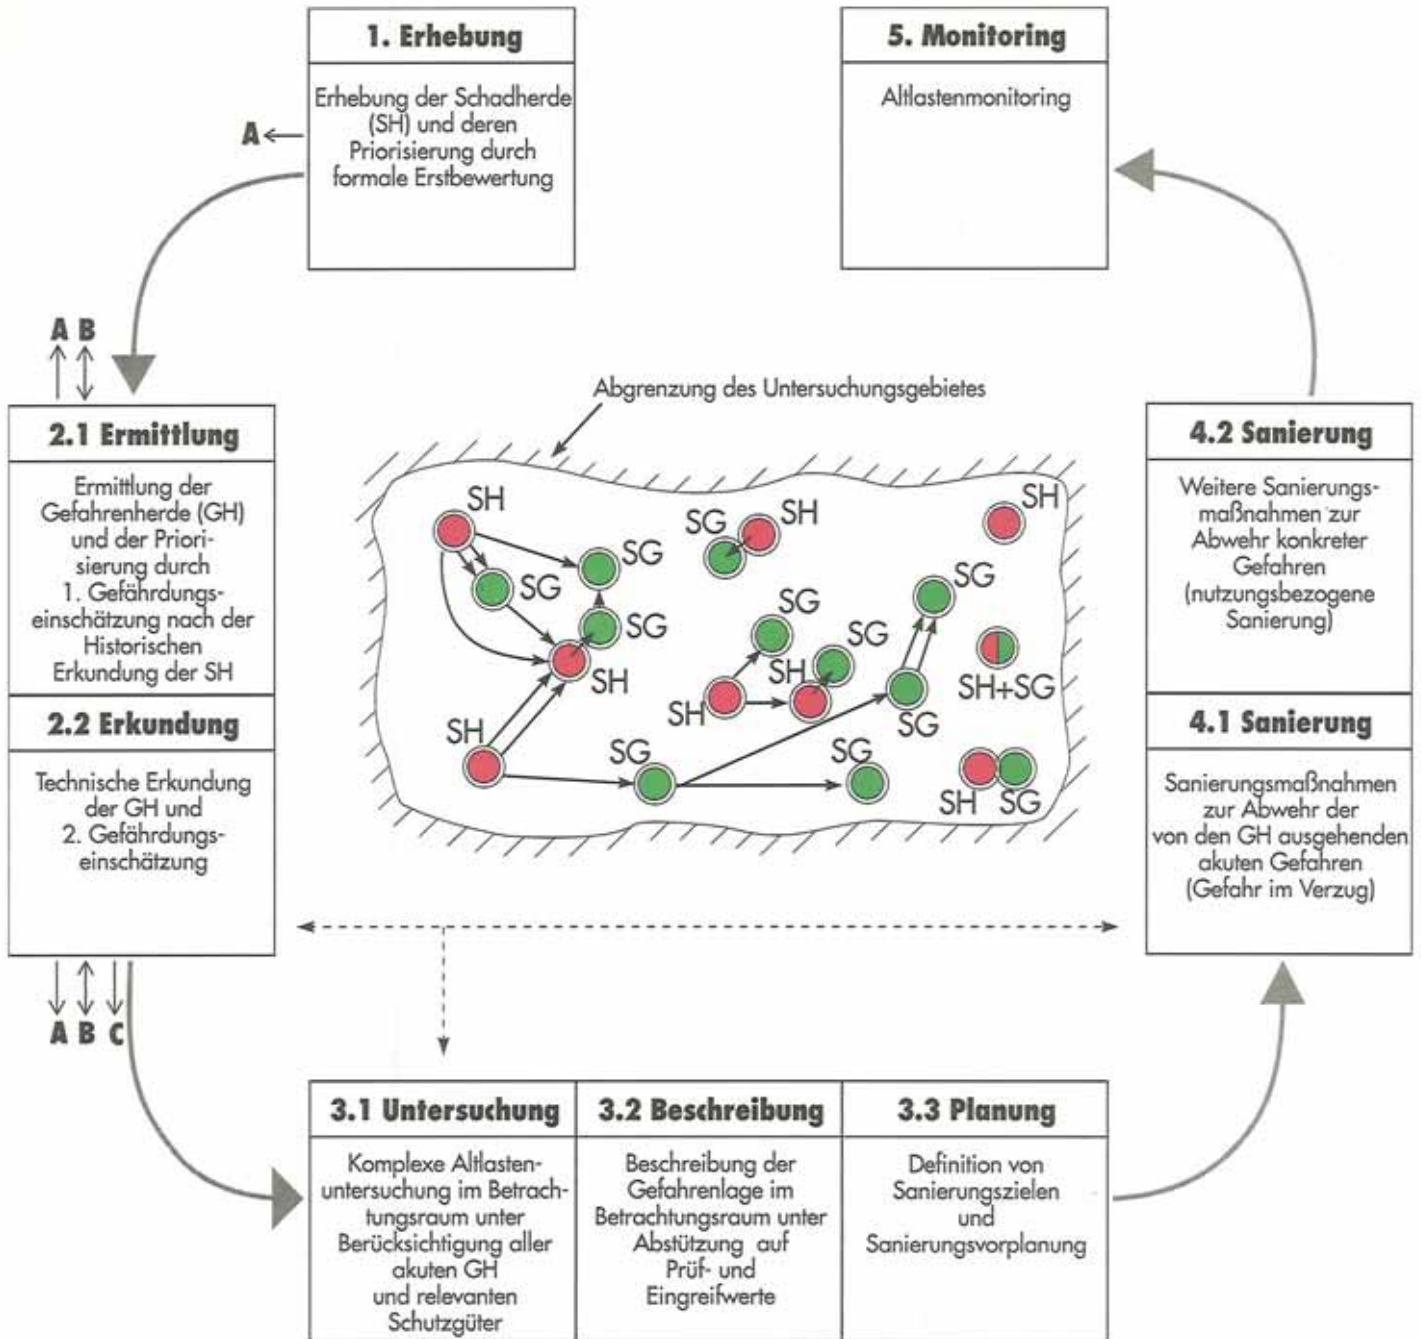 1. Erhebung
Erhebung der Schadherde
(SH) und deren
Priorisierung durch
formale Erstbewertung
A
5. Monitoring
Altlastenmonitoring
A B
2.1 Ermittlung
Ermittlung der
Gefahrenherde (GH)
und der Priori-
sierung durch
1. Gefährdungs-
einschätzung nach der
Historischen
Erkundung der SH
2.2 Erkundung
Technische Erkundung
der GH und
2. Gefährdungs-
einschätzung
A B C
Abgrenzung des Untersuchungsgebietes
SH
SG
SG
SG
SH
SH
SG
SG
SH
SG
SG
SH
SH
SG
SG
SG
SH
SH+SG
SH
SG
4.2 Sanierung
Weitere Sanierungs-
maßnahmen zur
Abwehr konkreter
Gefahren
(nutzungsbezogene
Sanierung)
4.1 Sanierung
Sanierungsmaßnahmen
zur Abwehr der
von den GH ausgehenden
akuten Gefahren
(Gefahr im Verzug)
3.1 Untersuchung
Komplexe Altlasten-
untersuchung im Betrach-
tungsraum unter
Berücksichtigung aller
akuten GH
und relevanten
Schutzgüter
3.2 Beschreibung
Beschreibung der
Gefahrenlage im
Betrachtungsraum unter
Abstützung auf
Prüf- und
Eingreifwerte
3.3 Planung
Definition von
Sanierungszielen
und
Sanierungsvorplanung